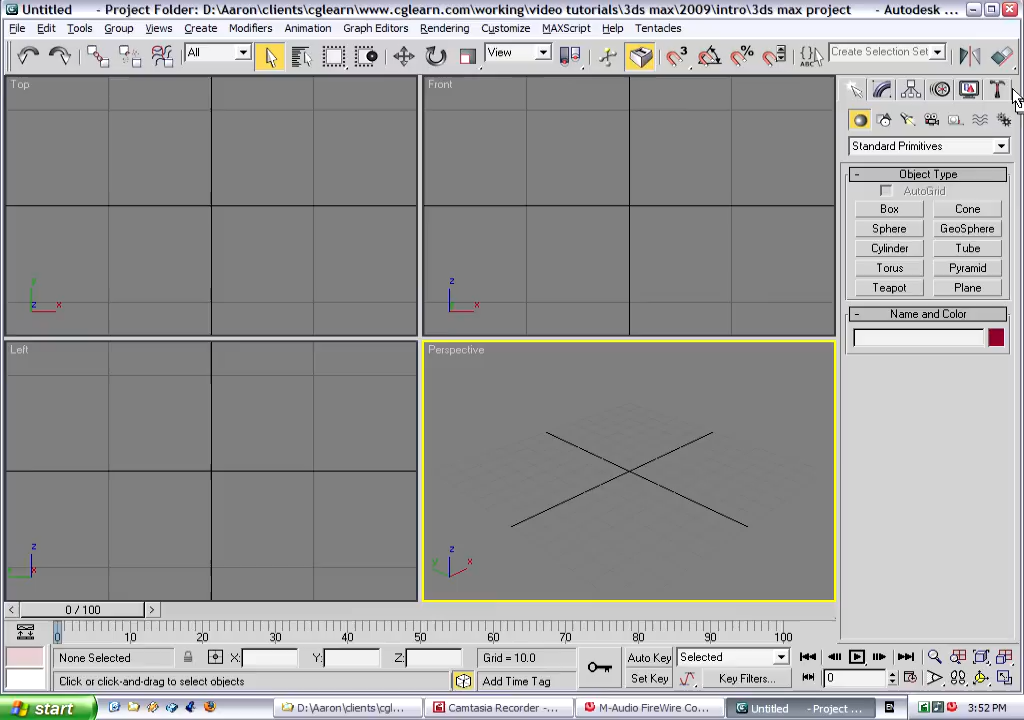 Untitled - Project Folder: D:\Aaron\clients\cglearn\www.cglearn.com\working\video tutorials\3ds max\2009\intro\3ds max project - Autodesk ...
File Edit Tools Group Views Create Modifiers Animation Graph Editors Rendering Customize MAXScript Help Tentacles
All View Create Selection Set
Top Front
Standard Primitives
- Object Type
AutoGrid
Box Cone
Sphere GeoSphere
Cylinder Tube
Torus Pyramid
Teapot Plane
- Name and Color
y z x
z x
Left Perspective
z
y x
z
y x
< 0 / 100 >
0 10 20 30 40 50 60 70 80 90 100
None Selected X: Y: Z: Grid = 10.0 Auto Key Selected
Click or click-and-drag to select objects Add Time Tag Set Key Key Filters... 0
start D:\Aaron\clients\cgl... Camtasia Recorder - ... M-Audio FireWire Co... Untitled - Project ... 3:52 PM